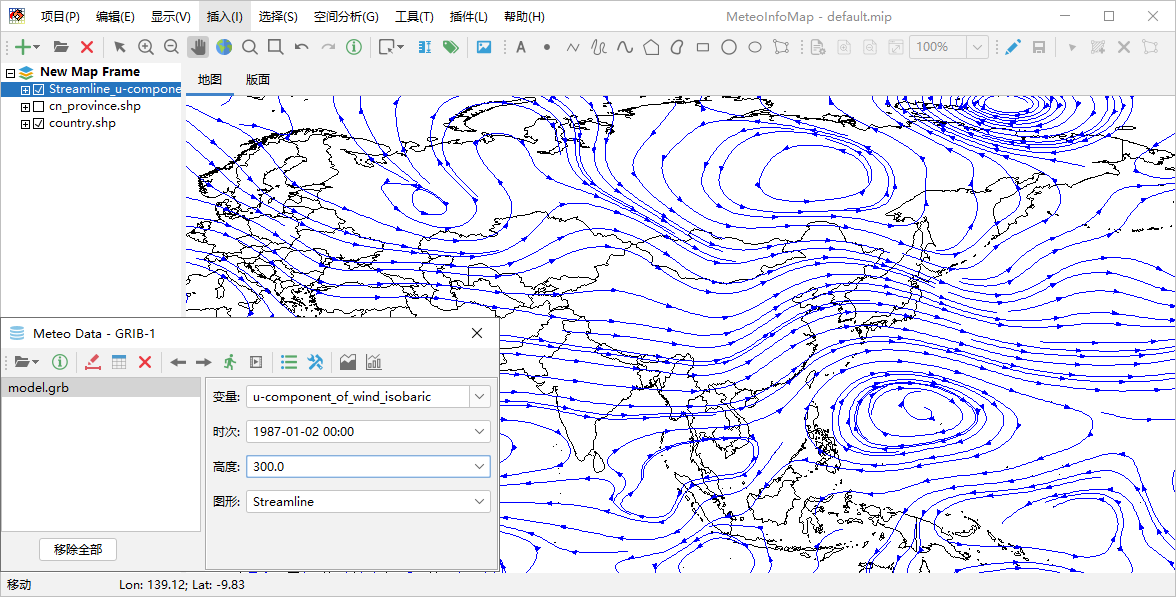 项目(P) 编辑(E) 显示(V) 插入(I) 选择(S) 空间分析(G) 工具(T) 插件(L) 帮助(H) MeteoInfoMap - default.mip
A 100%
New Map Frame
Streamline_u-compone
cn_province.shp
country.shp
地图 版面
Meteo Data - GRIB-1
model.grb
变量: u-component_of_wind_isobaric
时次: 1987-01-02 00:00
高度: 300.0
图形: Streamline
移除全部
移动 Lon: 139.12; Lat: -9.83